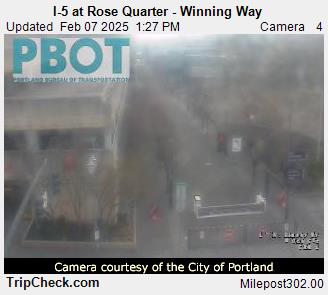 I-5 at Rose Quarter - Winning Way
Updated Feb 07 2025 1:27 PM Camera 4
PBOT
PORTLAND BUREAU OF TRANSPORTATION
Camera courtesy of the City of Portland
TripCheck.com Milepost302.00